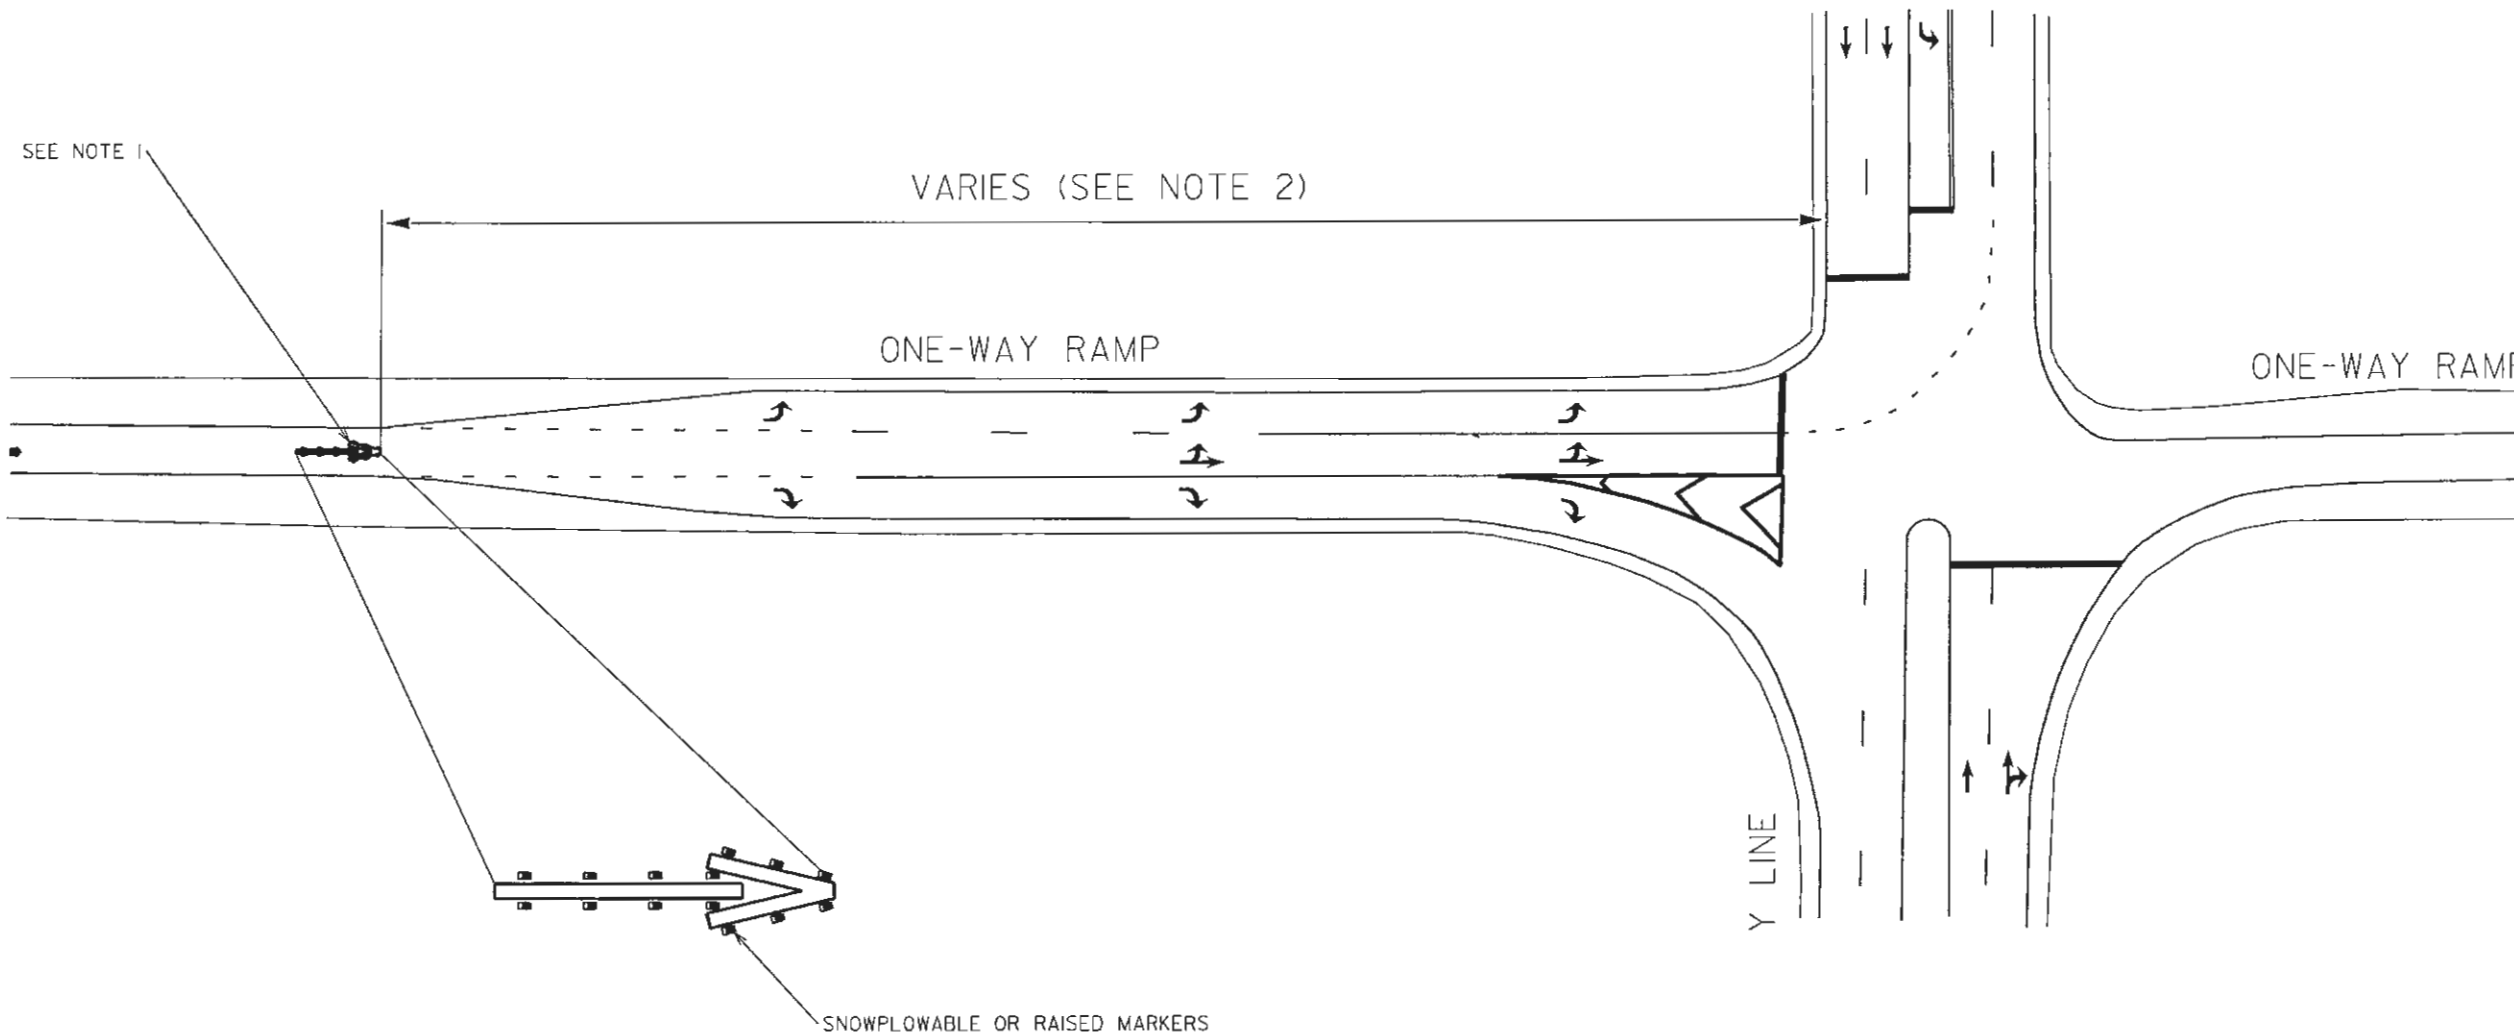 SEE NOTE 1
VARIES (SEE NOTE 2)
ONE-WAY RAMP
ONE-WAY RAMP
Y LINE
SNOWPLOWABLE OR RAISED MARKERS